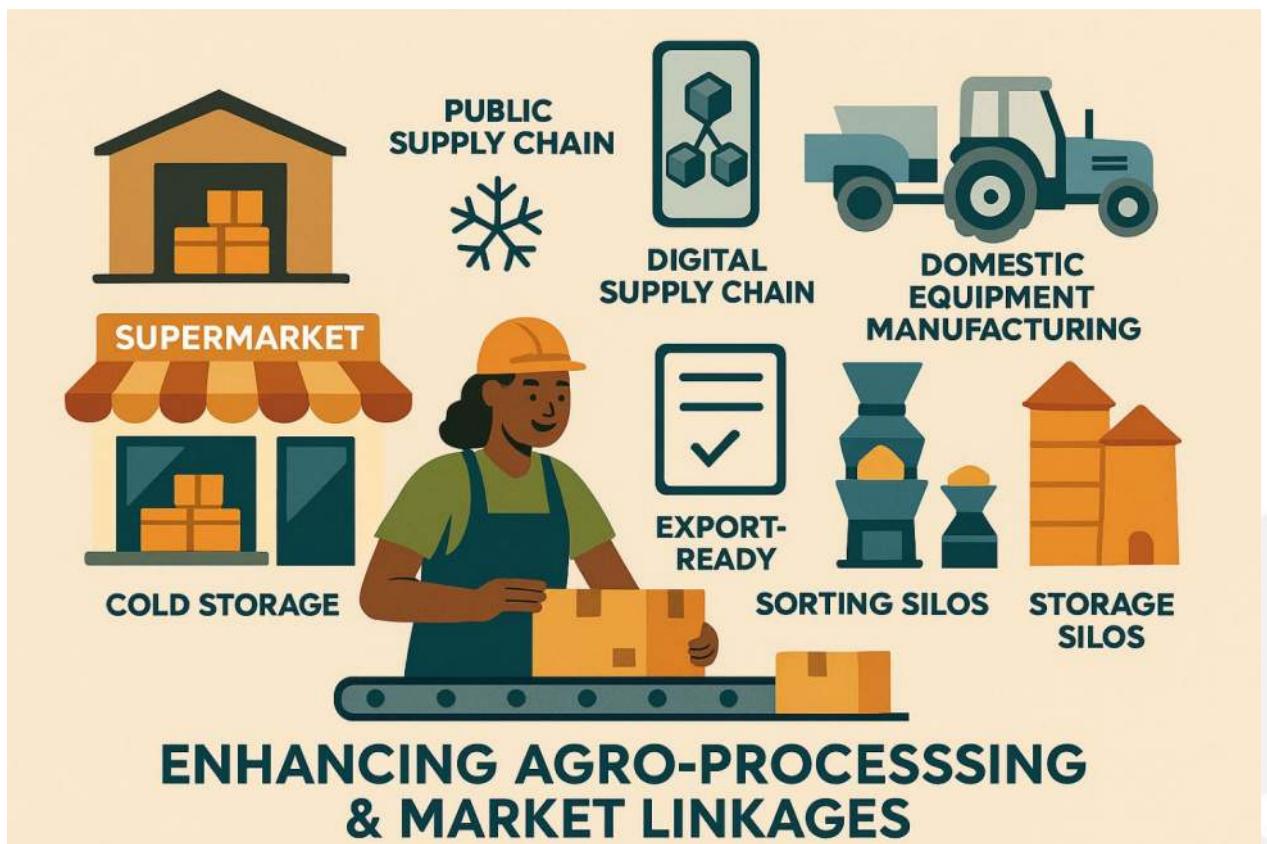 PUBLIC
SUPPLY CHAIN
DIGITAL
SUPPLY CHAIN
DOMESTIC
EQUIPMENT
MANUFACTURING
SUPERMARKET
COLD STORAGE
EXPORT-
READY
SORTING SILOS
STORAGE
SILOS
ENHANCING AGRO-PROCESSSING
& MARKET LINKAGES